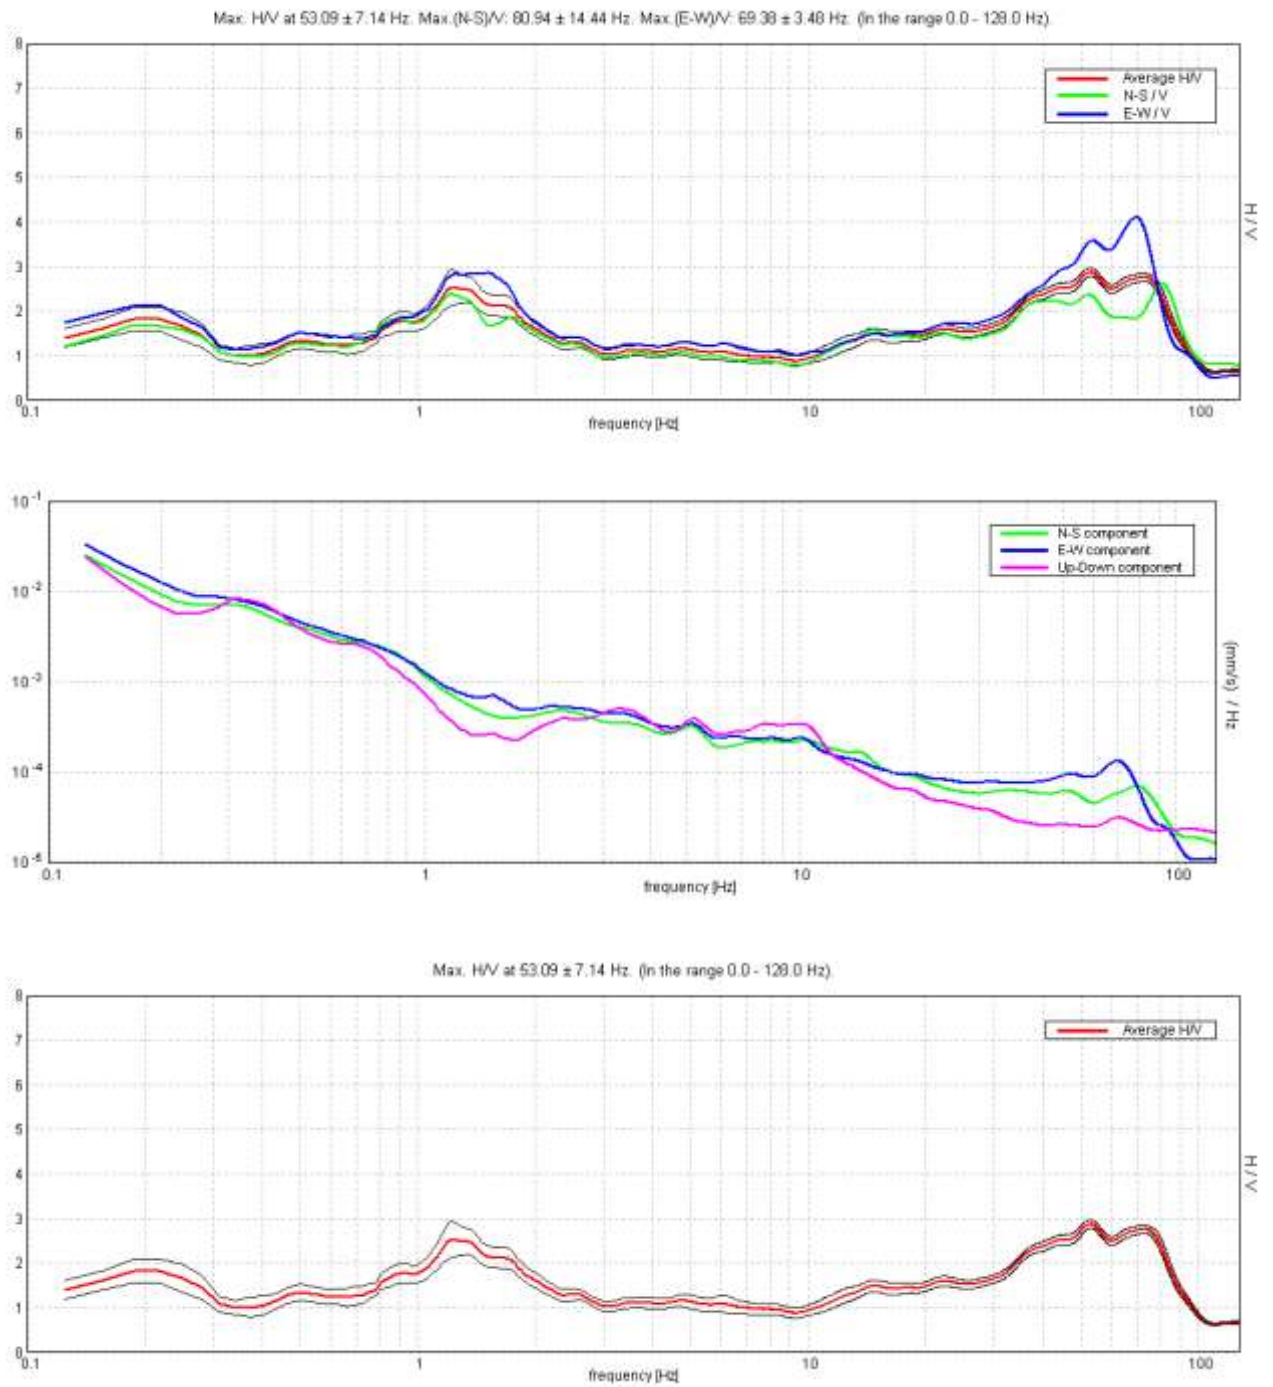 Max. H/V at 53.09 ± 7.14 Hz. Max.(N-S)/V: 80.94 ± 14.44 Hz. Max.(E-W)/V: 69.38 ± 3.48 Hz. (In the range 0.0 - 128.0 Hz).
8
7
6
5
4
3
2
1
0
Average H/V
N-S / V
E-W / V
H / V
0.1
1
10
100
frequency [Hz]
10 -1
10 -2
10 -3
10 -4
10 -5
N-S component
E-W component
Up-Down component
(mm/s) / Hz
0.1
1
10
100
frequency [Hz]
Max. H/V at 53.09 ± 7.14 Hz. (In the range 0.0 - 128.0 Hz).
8
7
6
5
4
3
2
1
0
Average H/V
H / V
0.1
1
10
100
frequency [Hz]